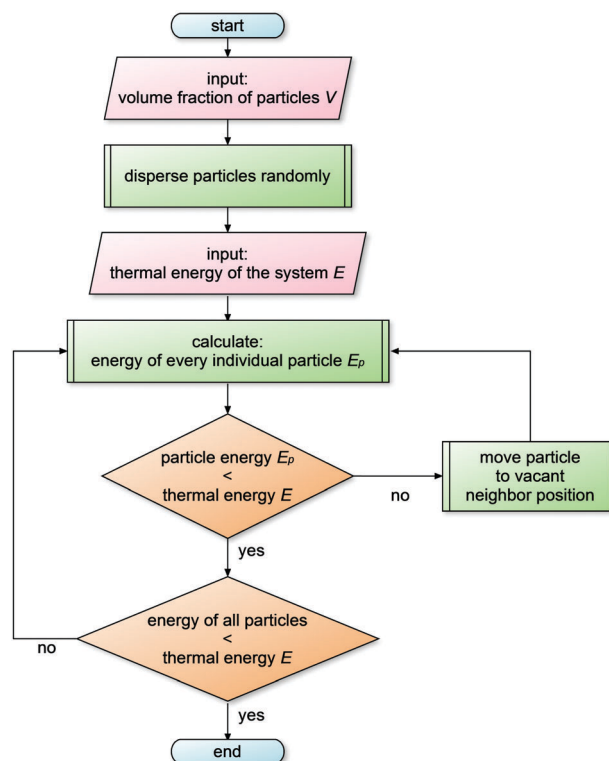 start
input:
volume fraction of particles V
disperse particles randomly
input:
thermal energy of the system E
calculate:
energy of every individual particle Ep
particle energy Ep
<
thermal energy E
no
move particle
to vacant
neighbor position
yes
energy of all particles
<
thermal energy E
no
yes
end